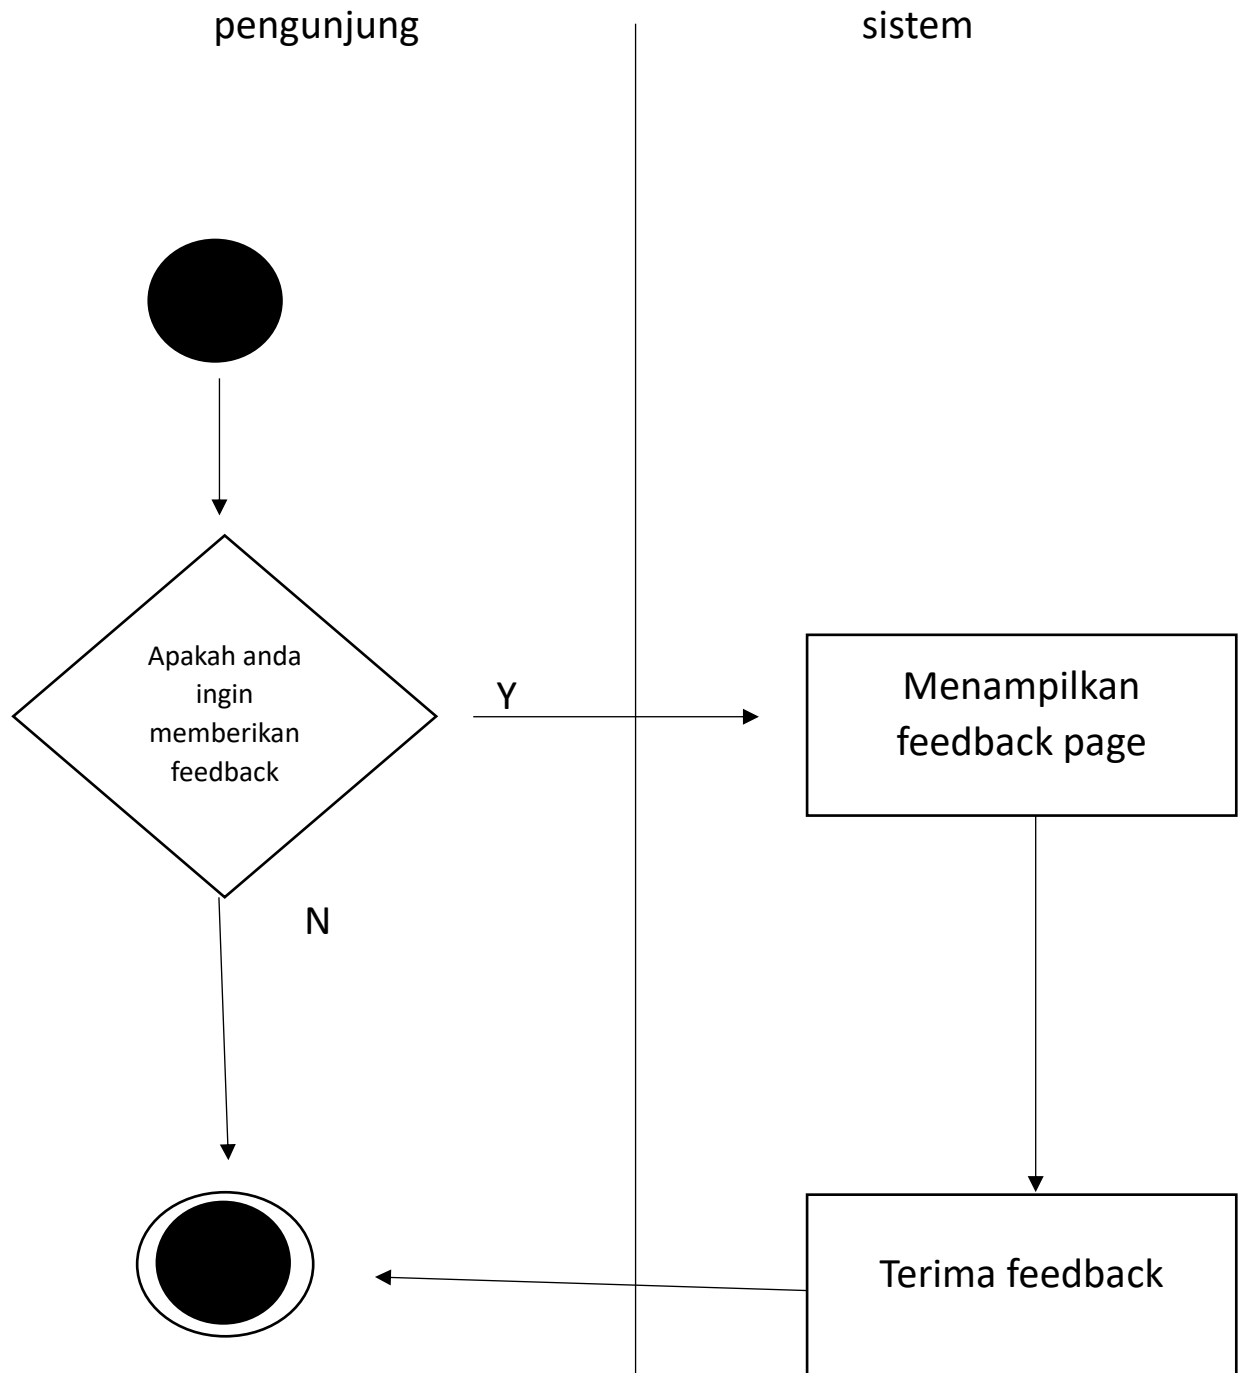 pengunjung
sistem
Apakah anda
ingin
memberikan
feedback
Y
Menampilkan
feedback page
N
Terima feedback